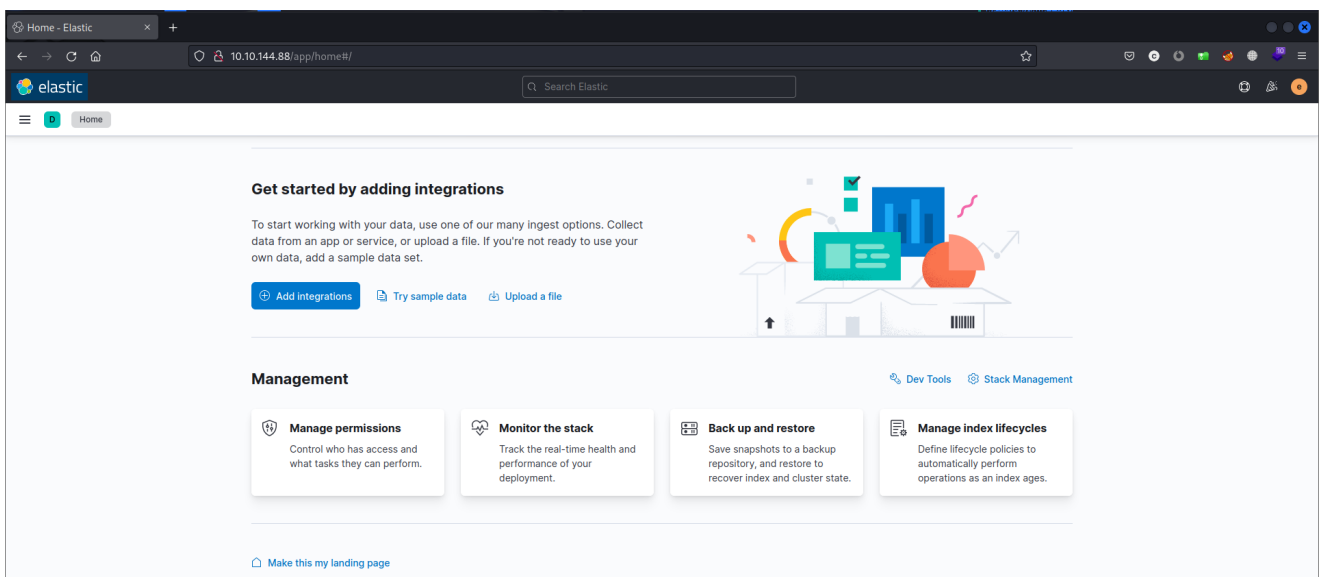 Home - Elastic
10.10.144.88/app/home#/
10
elastic
Search Elastic
e
D
Home
Get started by adding integrations
To start working with your data, use one of our many ingest options. Collect
data from an app or service, or upload a file. If you're not ready to use your
own data, add a sample data set.
Add integrations
Try sample data
Upload a file
Management
Dev Tools
Stack Management
Manage permissions
Control who has access and
what tasks they can perform.
Monitor the stack
Track the real-time health and
performance of your
deployment.
Back up and restore
Save snapshots to a backup
repository, and restore to
recover index and cluster state.
Manage index lifecycles
Define lifecycle policies to
automatically perform
operations as an index ages.
Make this my landing page